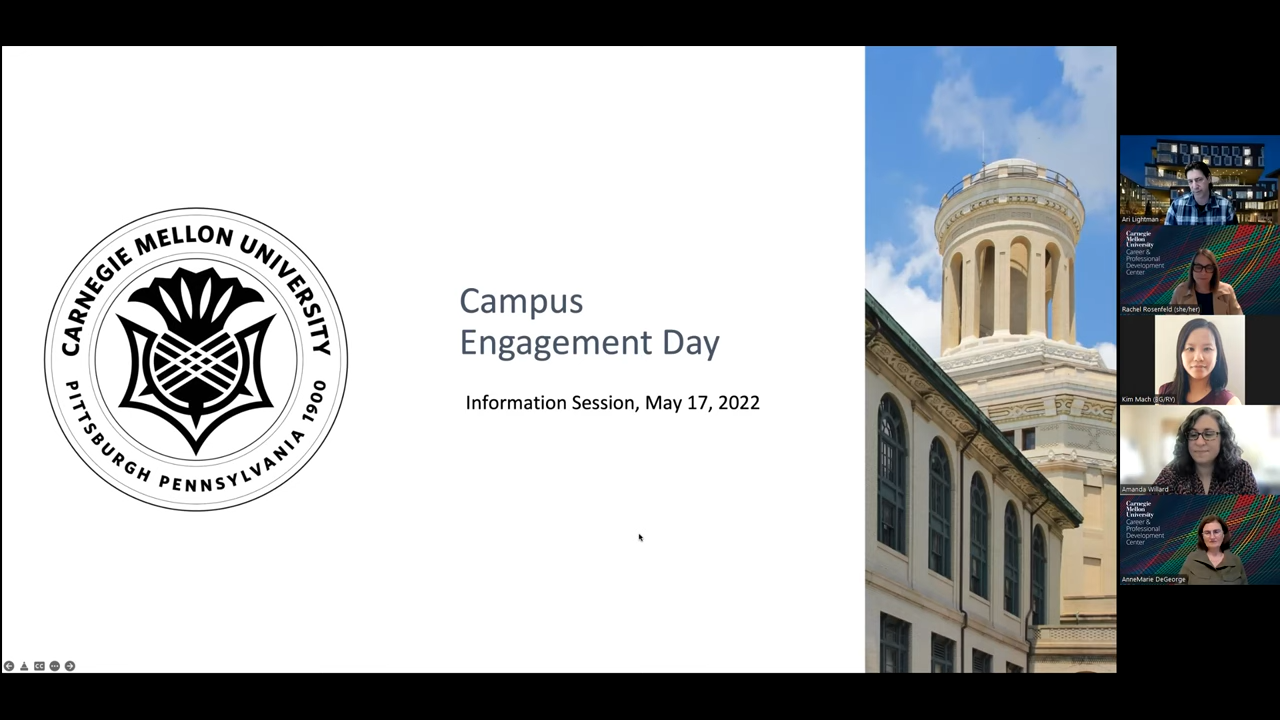 CARNEGIE MELLON UNIVERSITY
PITTSBURGH PENNSYLVANIA 1900
Campus
Engagement Day
Information Session, May 17, 2022
Ari Lightman
Carnegie
Mellon
University
Career &
Professional
Development
Center
Rachel Rosenfeld (she/her)
Kim Mach
Amanda Willard
Carnegie
Mellon
University
Career &
Professional
Development
Center
AnneMarie DeGeorge